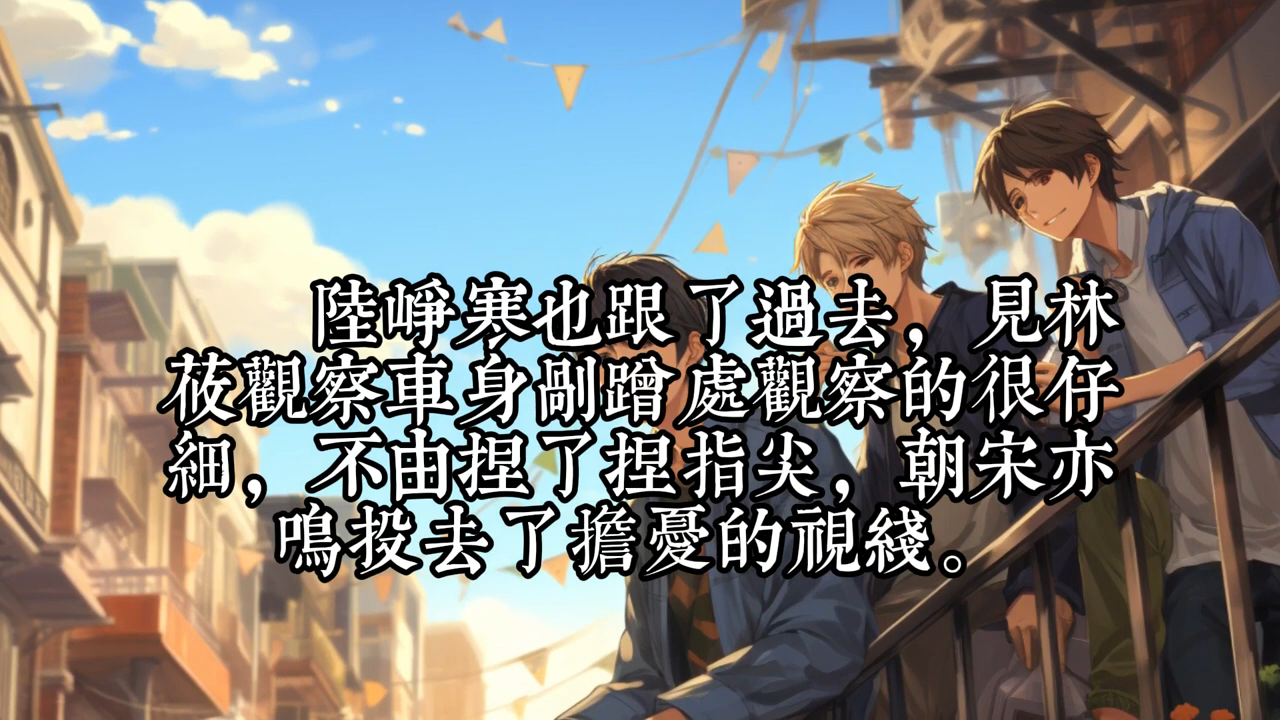 陸崢寒也跟了過去，見林
莜觀察車身剮蹭處觀察的很仔
細，不由捏了捏指尖，朝宋亦
鳴投去了擔憂的視綫。